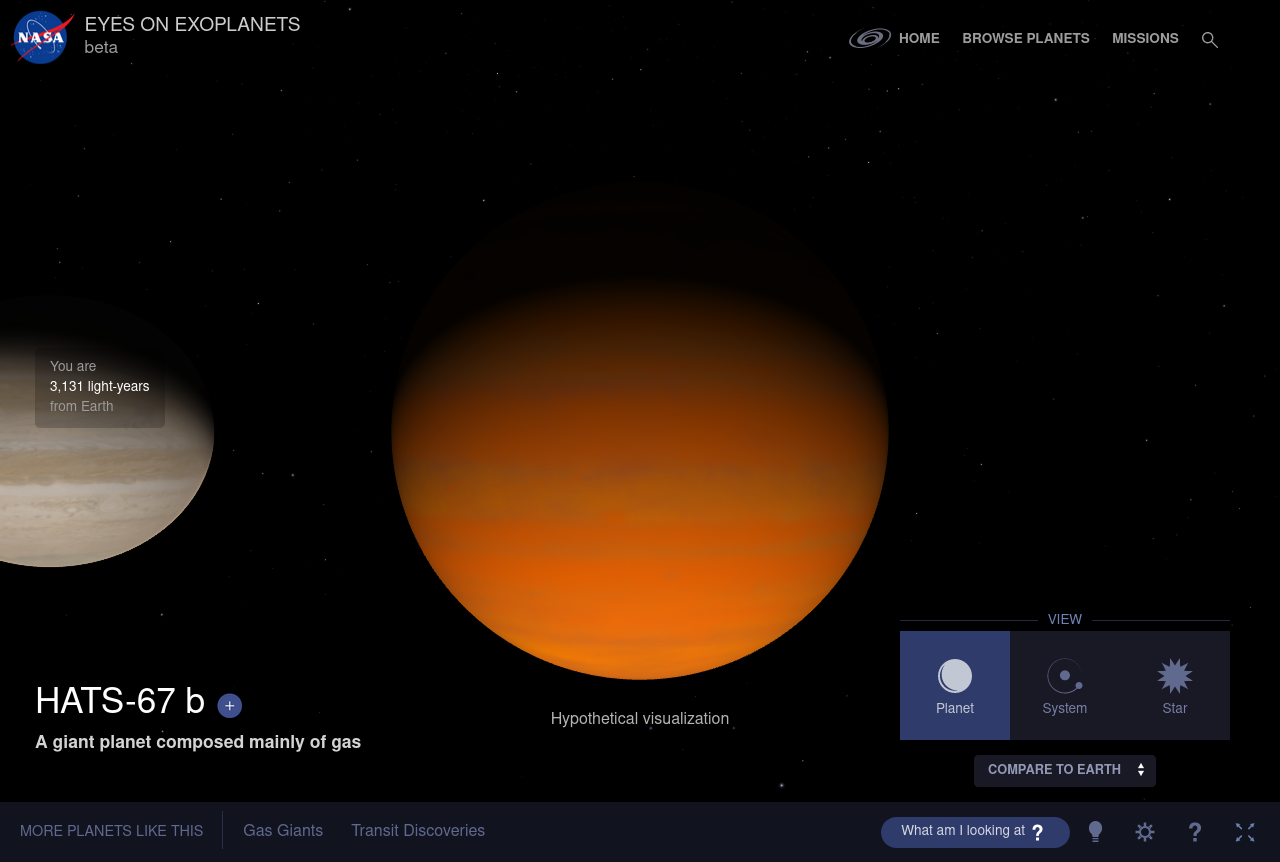 NASA
EYES ON EXOPLANETS
beta
HOME
BROWSE PLANETS
MISSIONS
You are
3,131 light-years
from Earth
HATS-67 b +
A giant planet composed mainly of gas
Hypothetical visualization
VIEW
Planet
System
Star
COMPARE TO EARTH
MORE PLANETS LIKE THIS
Gas Giants
Transit Discoveries
What am I looking at ?
?